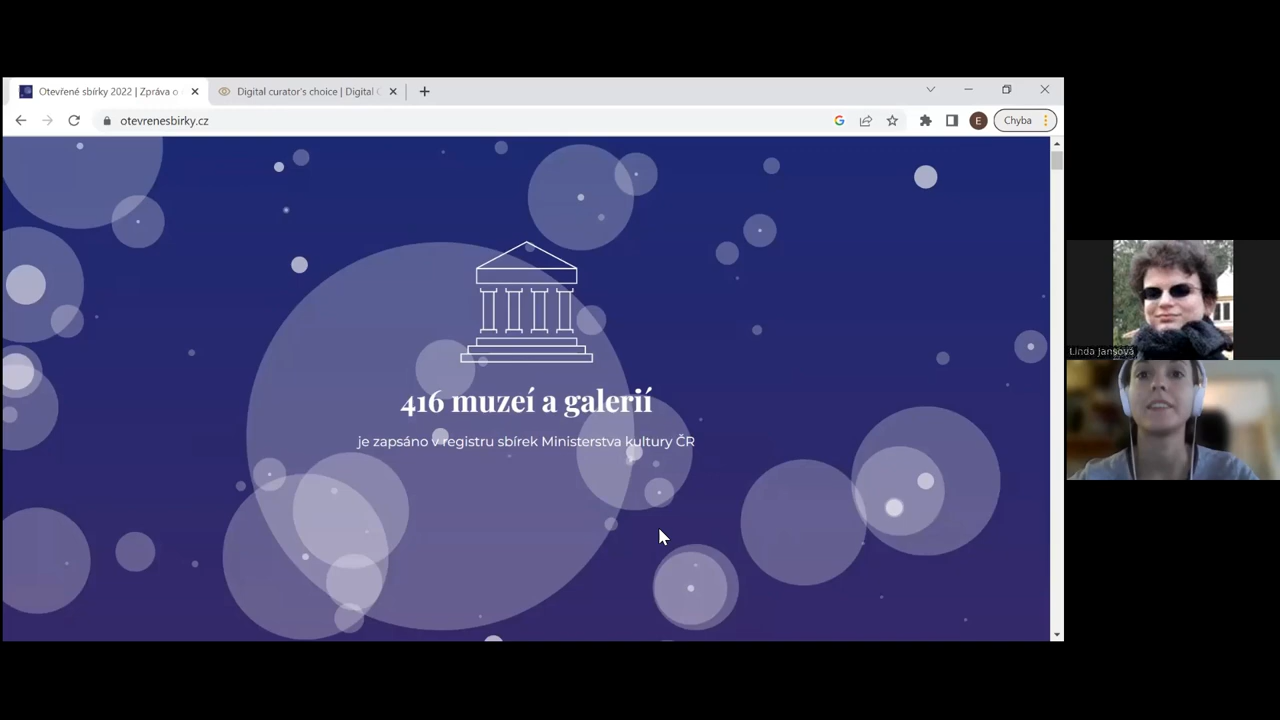 Otevřené sbírky 2022 | Zpráva o
Digital curator's choice | Digital C
otevrenesbirky.cz
E
Chyba
416 muzeí a galerií
je zapsáno v registru sbírek Ministerstva kultury ČR
Linda Jansová